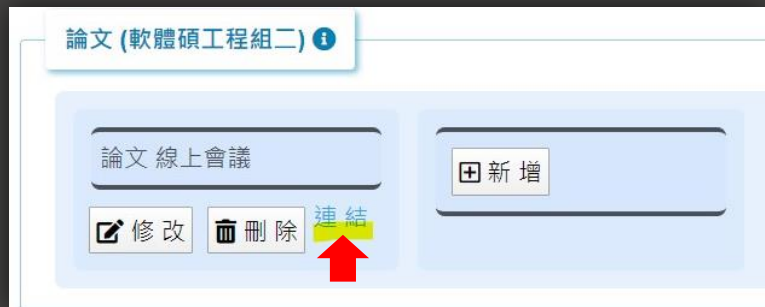 論文 (軟體碩工程組二)
論文 線上會議
修 改 刪 除 連 結
新 增